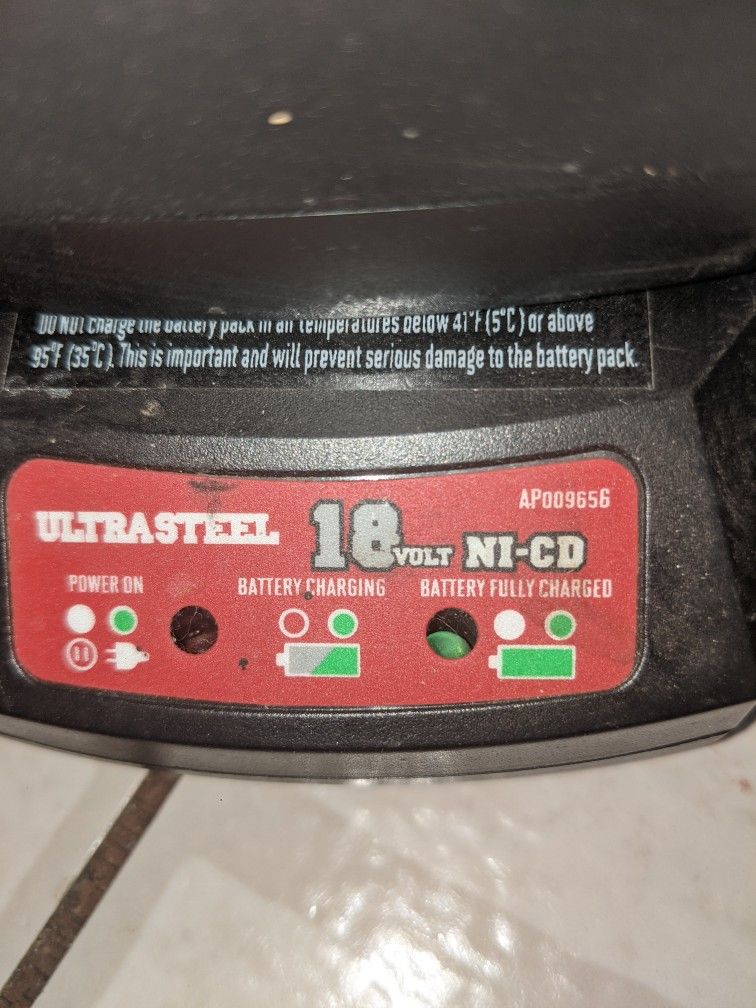 DO NOT charge the battery pack in air temperatures below 41°F (5°C) or above
95°F (35°C). This is important and will prevent serious damage to the battery pack.
AP009656
ULTRASTEEL 18 VOLT NI-CD
POWER ON BATTERY CHARGING BATTERY FULLY CHARGED